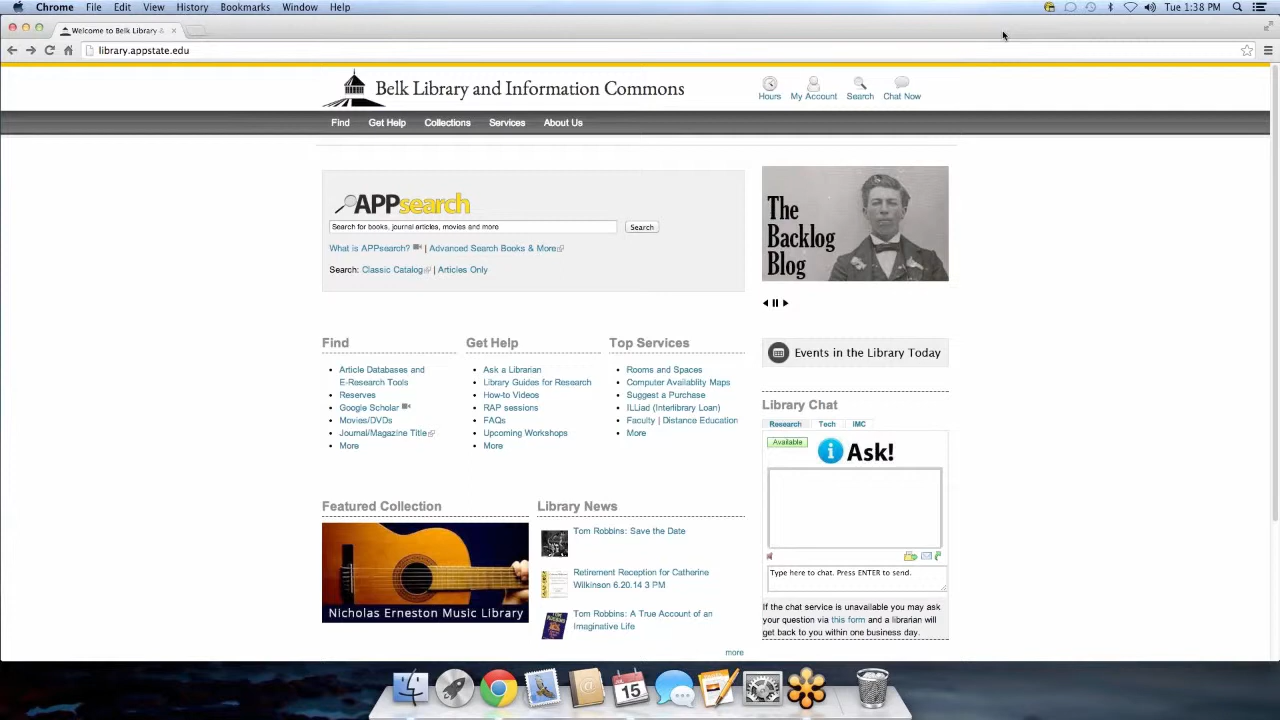 Chrome File Edit View History Bookmarks Window Help Tue 1:38 PM
Welcome to Belk Library &
library.appstate.edu
Belk Library and Information Commons
Hours My Account Search Chat Now
Find Get Help Collections Services About Us
APPsearch
Search for books, journal articles, movies and more Search
What is APPsearch? | Advanced Search Books & More
Search: Classic Catalog | Articles Only
The
Backlog
Blog
Find
Article Databases and
E-Research Tools
Reserves
Google Scholar
Movies/DVDs
Journal/Magazine Title
More
Get Help
Ask a Librarian
Library Guides for Research
How-to Videos
RAP sessions
FAQs
Upcoming Workshops
More
Top Services
Rooms and Spaces
Computer Availablity Maps
Suggest a Purchase
ILLiad (Interlibrary Loan)
Faculty | Distance Education
More
Events in the Library Today
Library Chat
Research Tech IMC
Available
i Ask!
Type here to chat. Press ENTER to send.
If the chat service is unavailable you may ask
your question via this form and a librarian will
get back to you within one business day.
Featured Collection
Nicholas Erneston Music Library
Library News
Tom Robbins: Save the Date
Retirement Reception for Catherine
Wilkinson 6.20.14 3 PM
Tom Robbins: A True Account of an
Imaginative Life
more
15